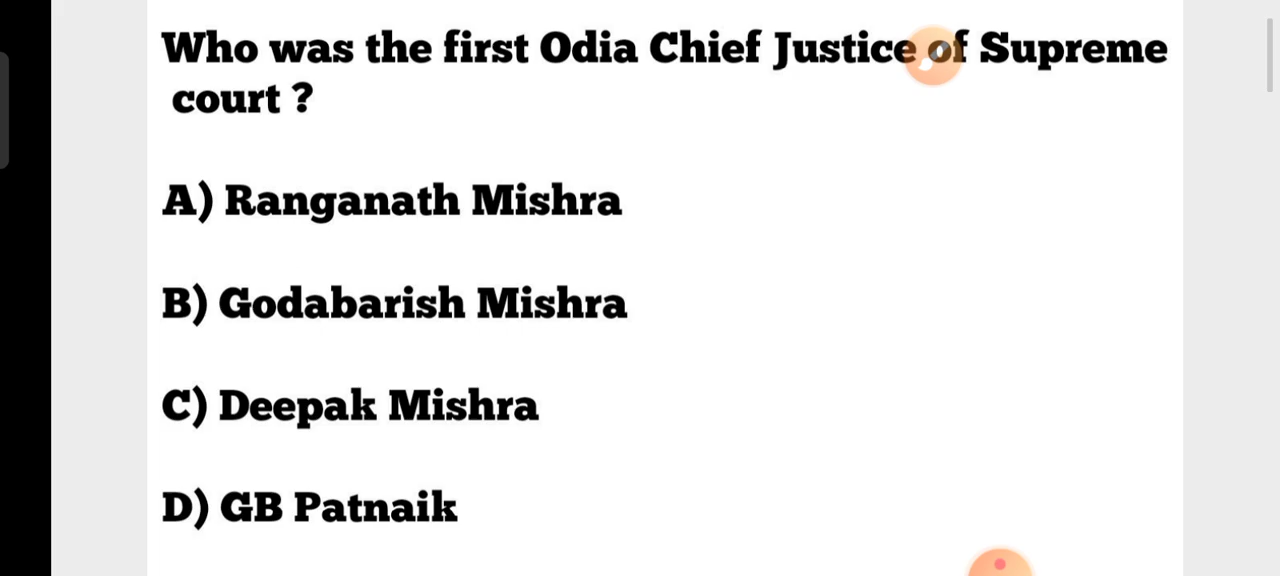 Who was the first Odia Chief Justice of Supreme
court ?
A) Ranganath Mishra
B) Godabarish Mishra
C) Deepak Mishra
D) GB Patnaik